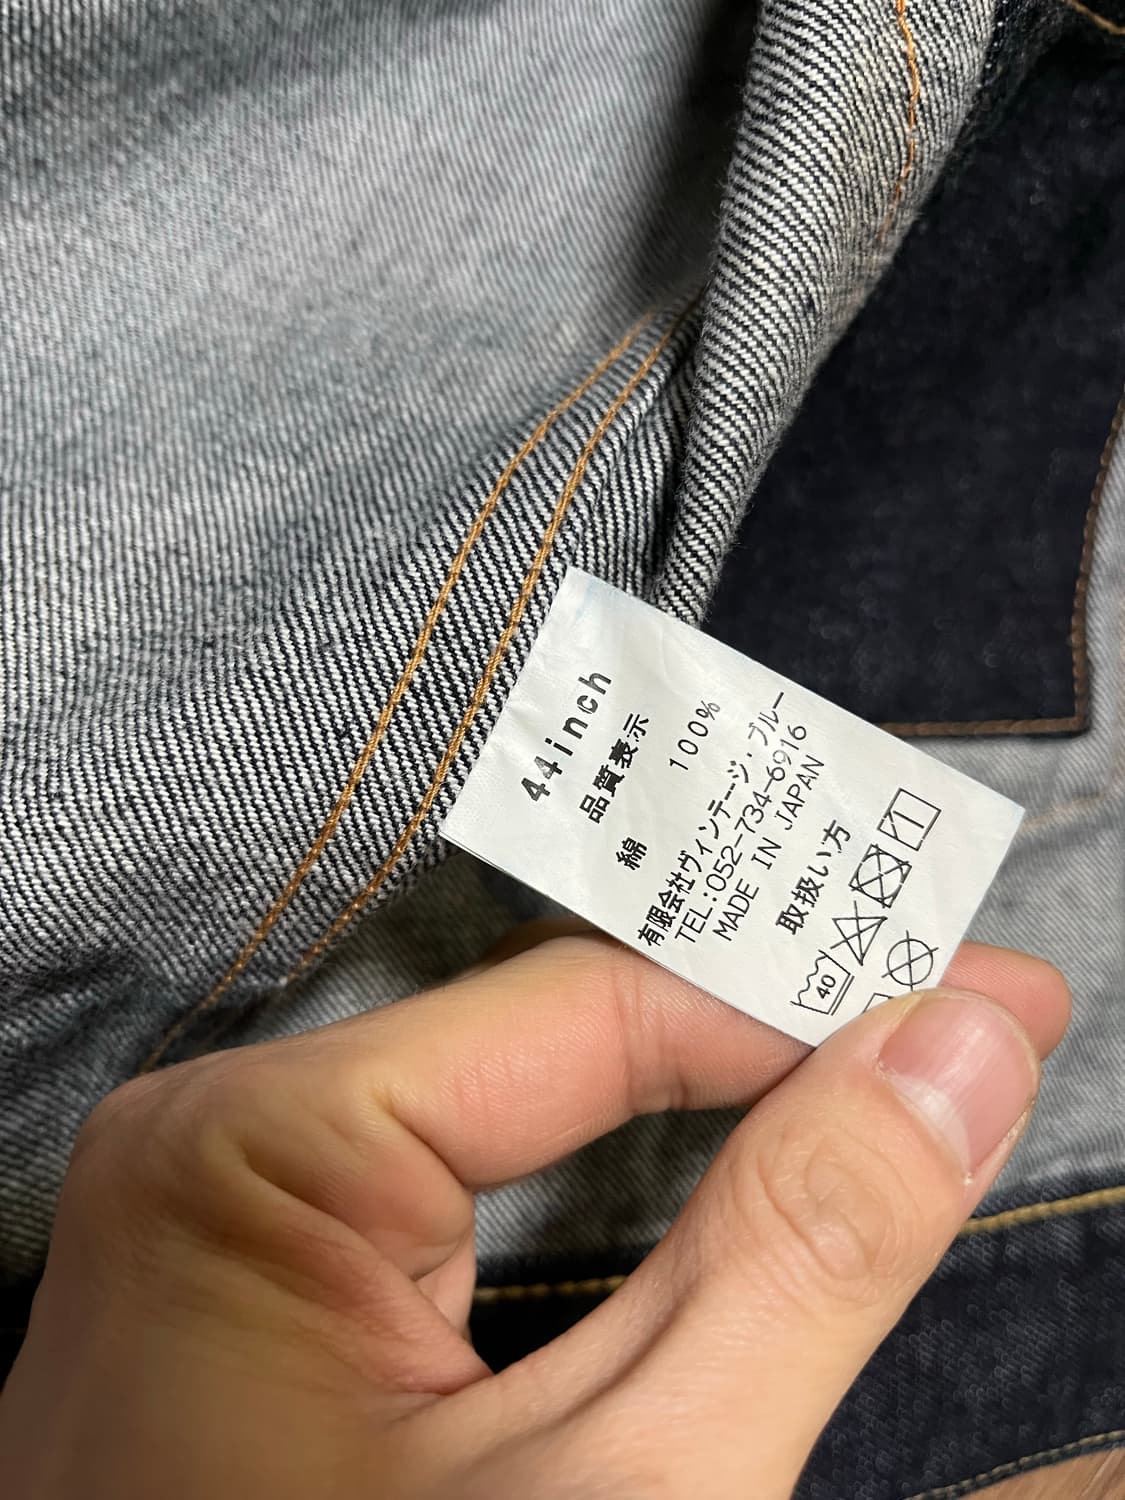 44inch
品質表示
綿 100%
有限会社ヴィンテージ・ブルー
TEL:052-734-6916
MADE IN JAPAN
取扱い方
40